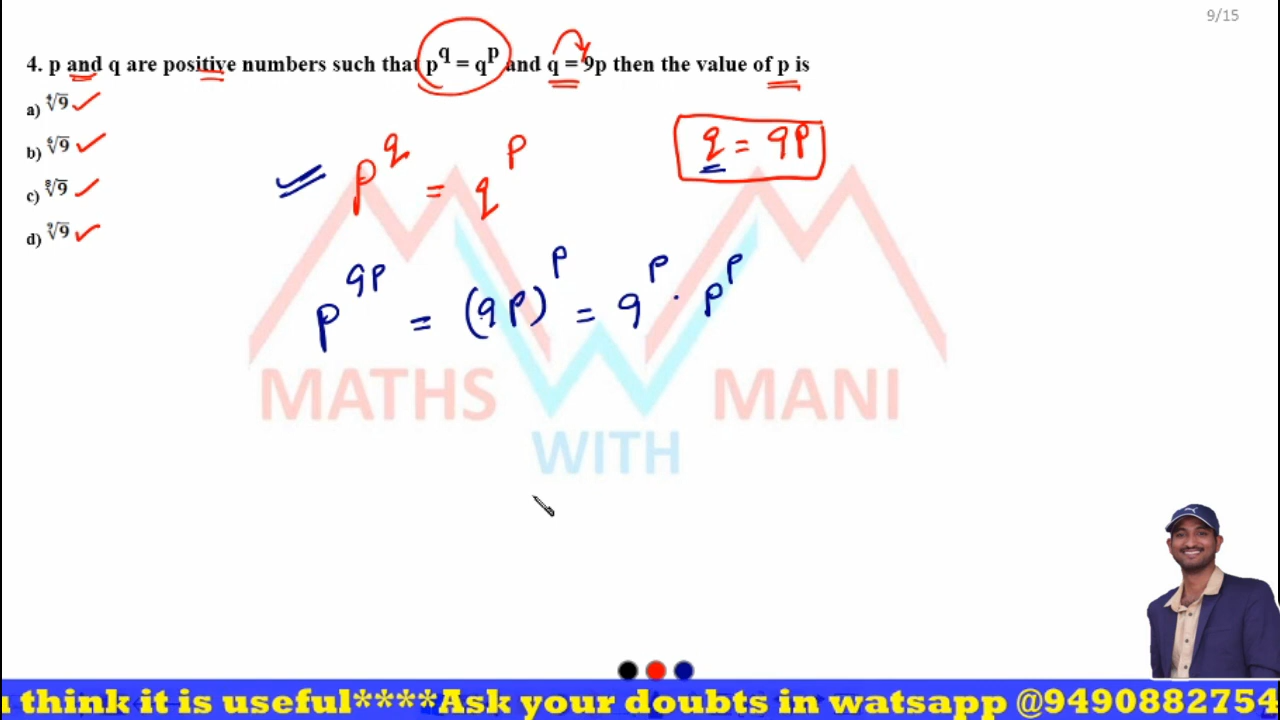 9/15
4. p and q are positive numbers such that p^q = q^p and q = 9p then the value of p is
a) ∜9
b) ⁶√9
c) ⁸√9
d) √9
p^q = q^p
q = 9p
p^9p = (9p)^p = 9^p · p^p
MATHS MANI
WITH
think it is useful****Ask your doubts in watsapp @9490882754